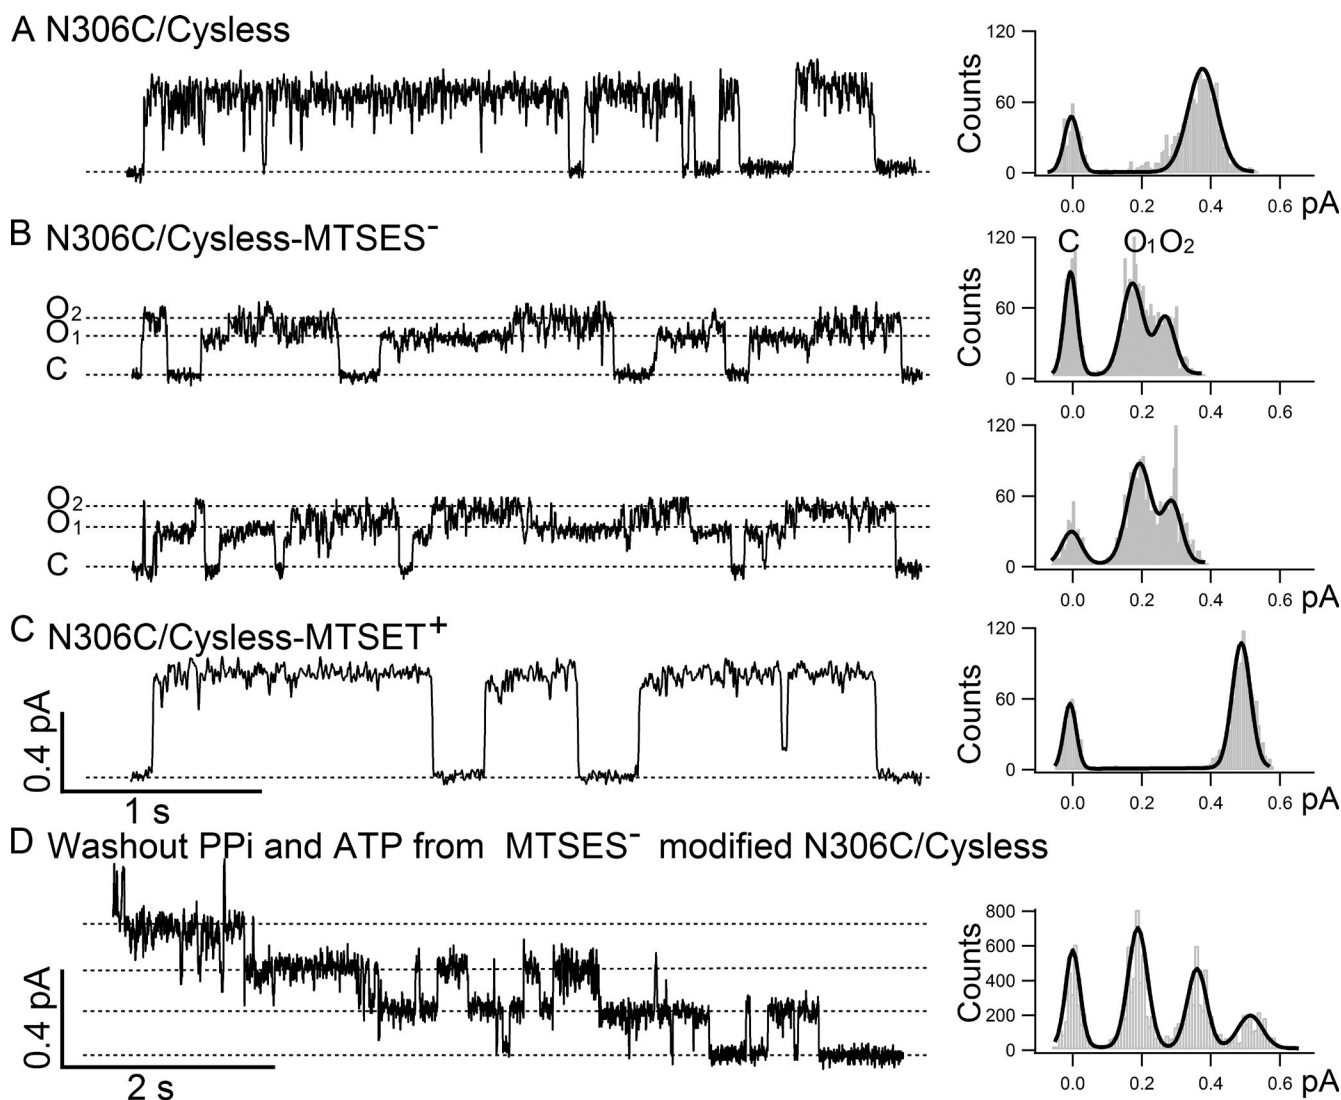 A N306C/Cysless
120
60
0
Counts
0.0 0.2 0.4 0.6 pA
B N306C/Cysless-MTSES⁻
O₂
O₁
C
120
60
0
Counts
C O₁ O₂
0.0 0.2 0.4 0.6
O₂
O₁
C
120
60
0
0.0 0.2 0.4 0.6 pA
C N306C/Cysless-MTSET⁺
0.4 pA
1 s
120
60
0
Counts
0.0 0.2 0.4 0.6 pA
D Washout PPi and ATP from MTSES⁻ modified N306C/Cysless
0.4 pA
2 s
800
600
400
200
0
Counts
0.0 0.2 0.4 0.6 pA